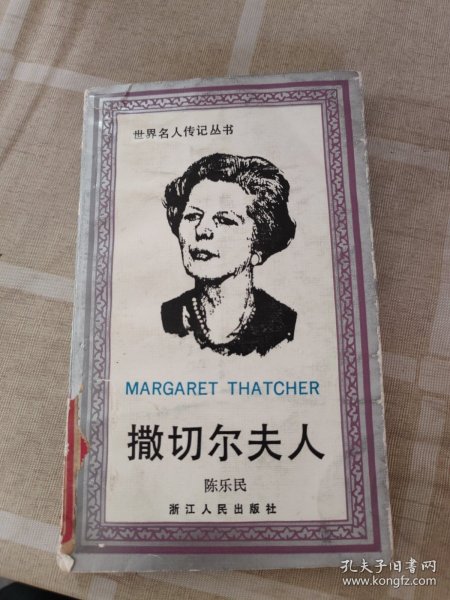 世界名人传记丛书
MARGARET THATCHER
撒切尔夫人
陈乐民
浙江人民出版社
孔夫子旧书网
www.kongfz.com